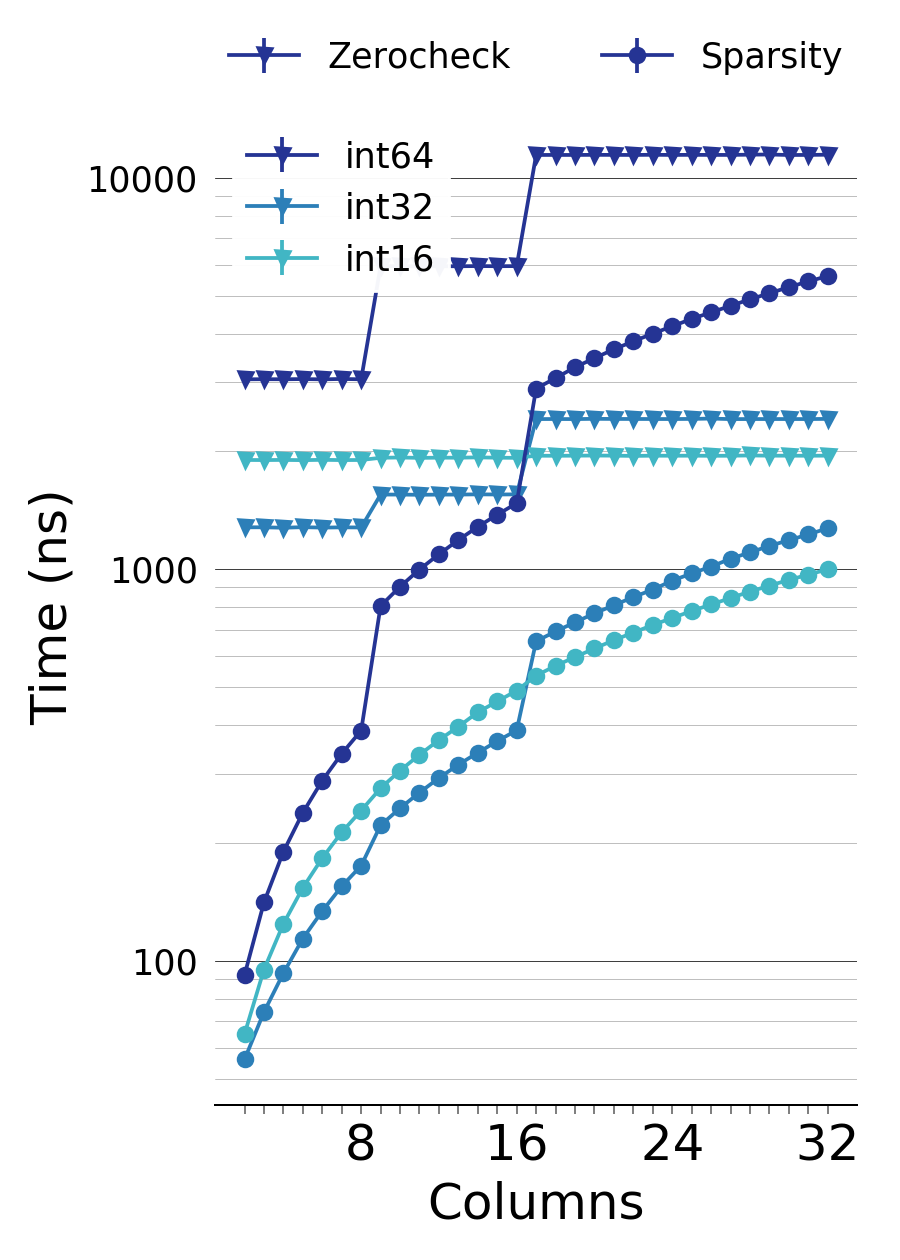 Zerocheck Sparsity
int64
int32
int16
10000
1000
100
Time (ns)
8 16 24 32
Columns